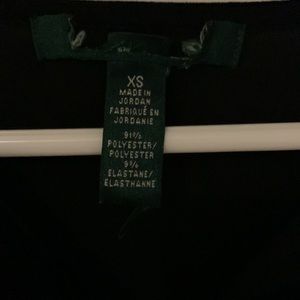 XS
MADE IN
JORDAN
FABRIQUÉ EN
JORDANIE
91%
POLYESTER/
POLYESTER
9%
ELASTANE/
ELASTHANNE